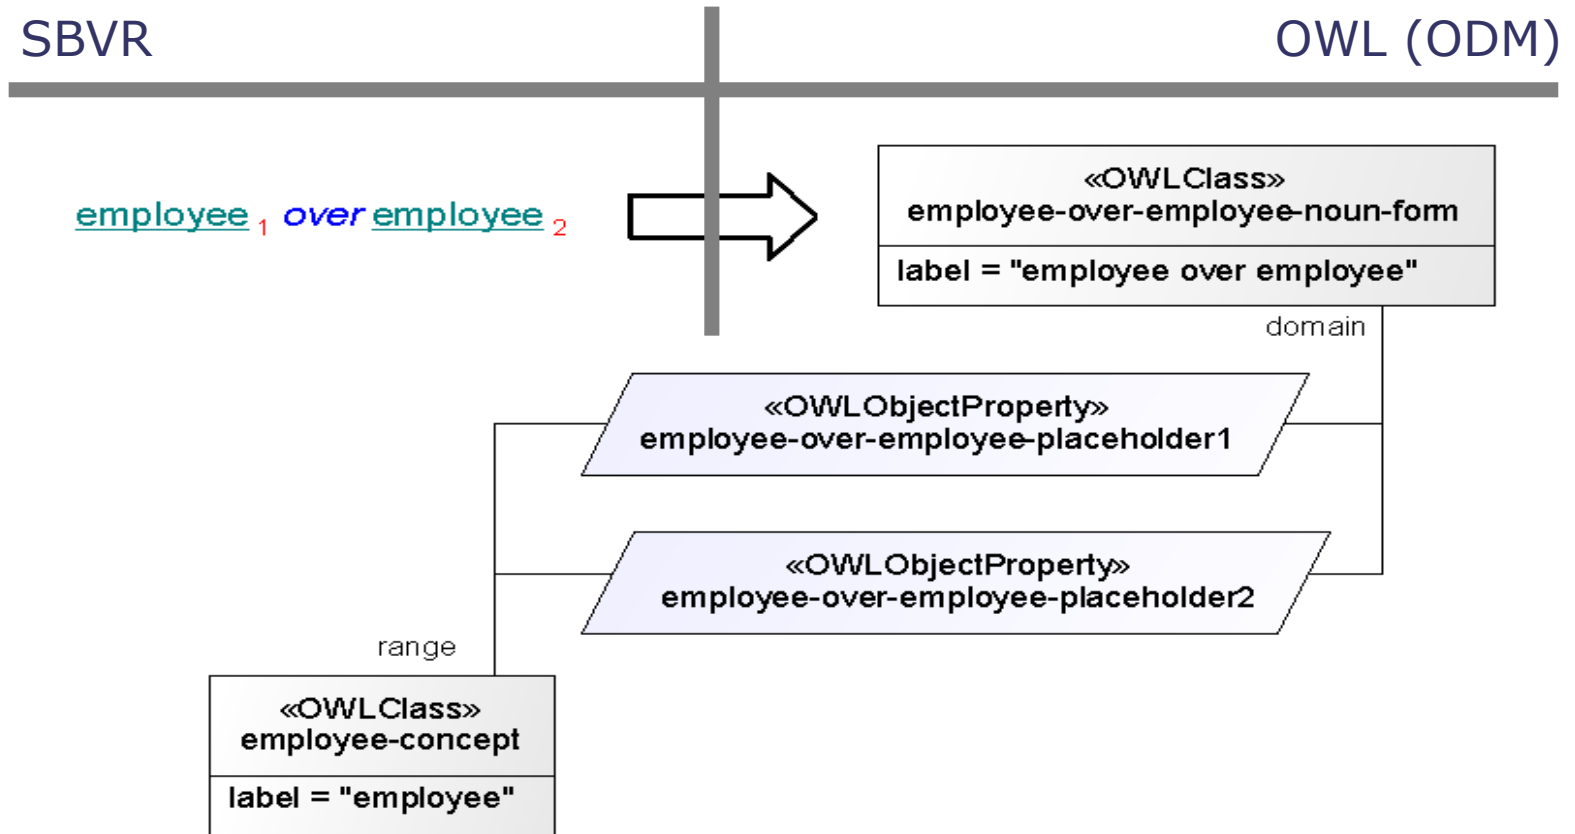 SBVR
OWL (ODM)
employee 1 over employee 2
«OWLClass»
employee-over-employee-noun-form
label = "employee over employee"
domain
«OWLObjectProperty»
employee-over-employee-placeholder1
«OWLObjectProperty»
employee-over-employee-placeholder2
range
«OWLClass»
employee-concept
label = "employee"